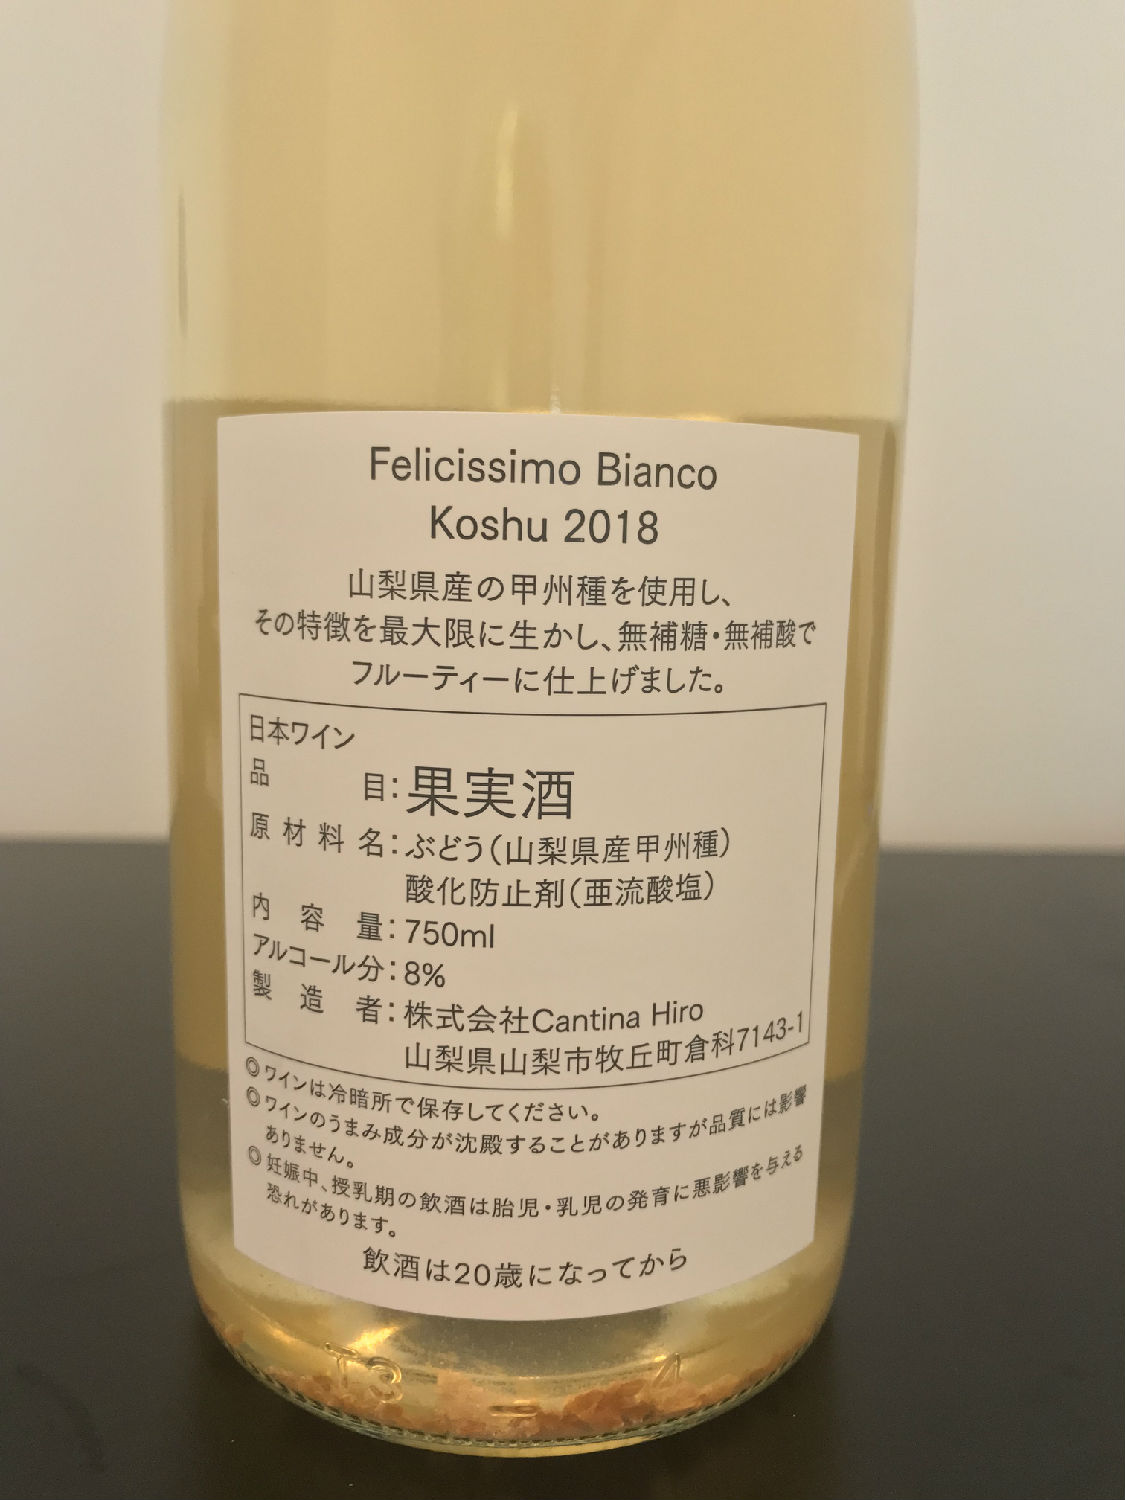 Felicissimo Bianco
Koshu 2018
山梨県産の甲州種を使用し、
その特徴を最大限に生かし、無補糖・無補酸で
フルーティーに仕上げました。
日本ワイン
品目：果実酒
原材料名：ぶどう（山梨県産甲州種）
酸化防止剤（亜流酸塩）
内容量：750ml
アルコール分：8%
製造者：株式会社Cantina Hiro
山梨県山梨市牧丘町倉科7143-1
◎ワインは冷暗所で保存してください。
◎ワインのうまみ成分が沈殿することがありますが品質には影響
ありません。
◎妊娠中、授乳期の飲酒は胎児・乳児の発育に悪影響を与える
恐れがあります。
飲酒は20歳になってから
T3 4